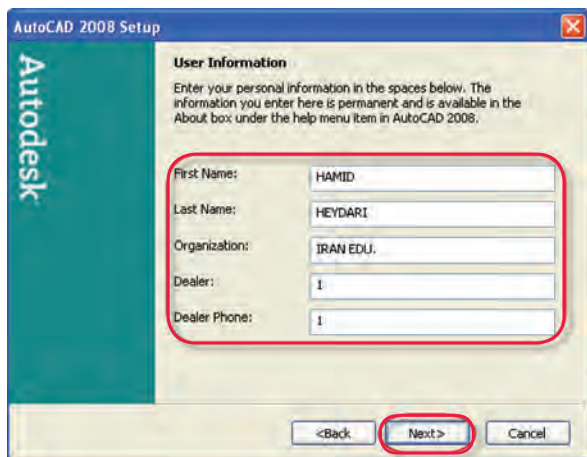 AutoCAD 2008 Setup
Autodesk
User Information
Enter your personal information in the spaces below. The
information you enter here is permanent and is available in the
About box under the help menu item in AutoCAD 2008.
First Name: HAMID
Last Name: HEYDARI
Organization: IRAN EDU.
Dealer: 1
Dealer Phone: 1
<Back Next> Cancel